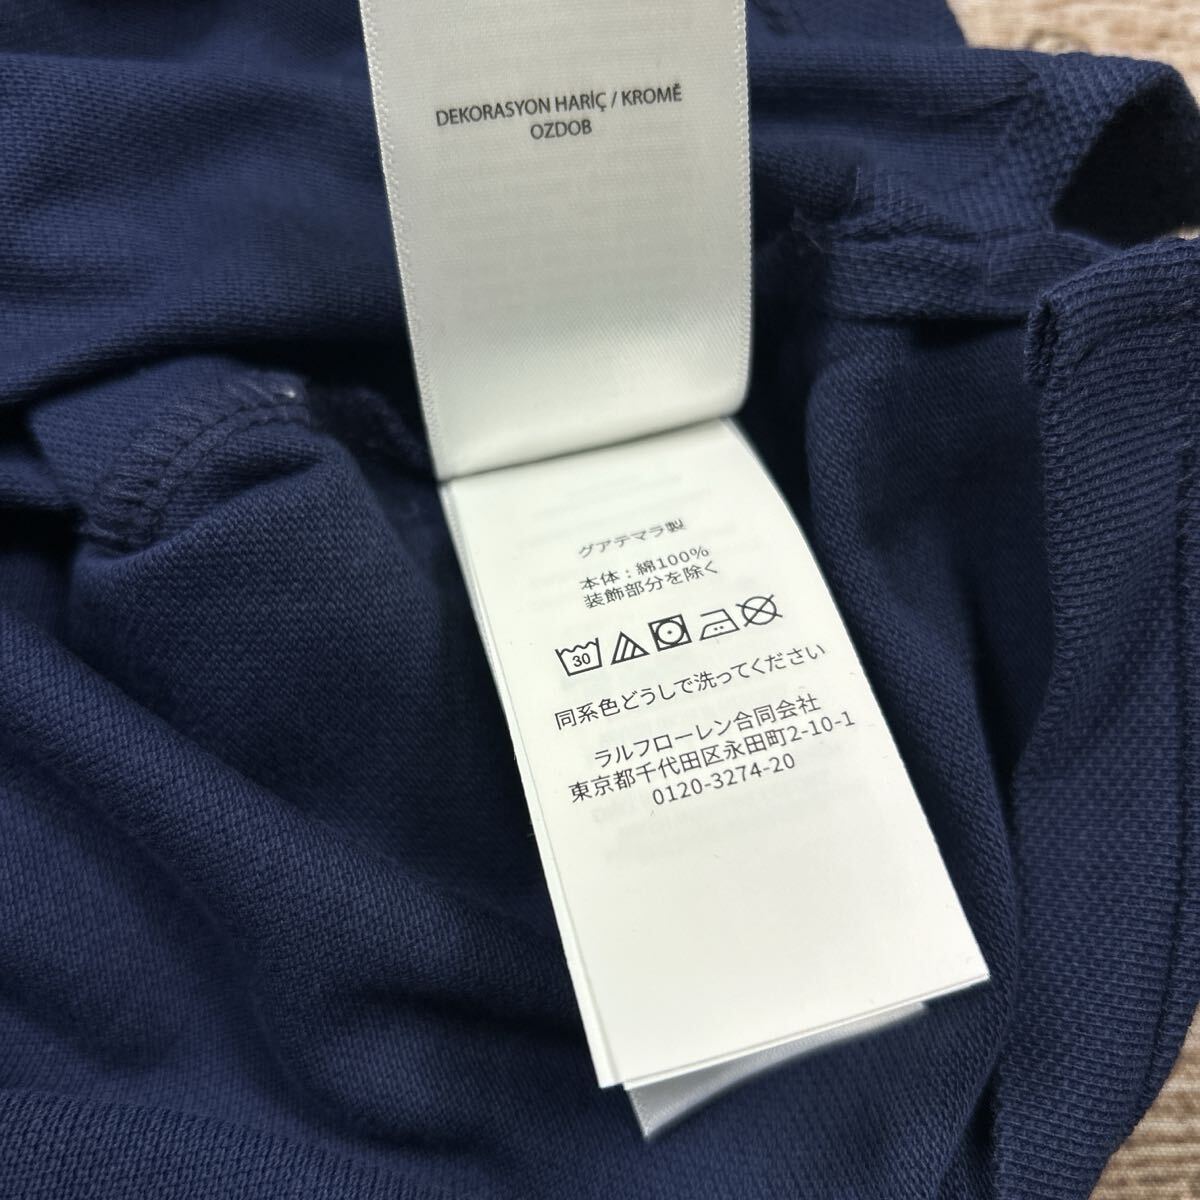 DEKORASYON HARİÇ / KROMĚ
OZDOB
グアテマラ製
本体：綿100%
装飾部分を除く
30
同系色どうしで洗ってください
ラルフローレン合同会社
東京都千代田区永田町2-10-1
0120-3274-20